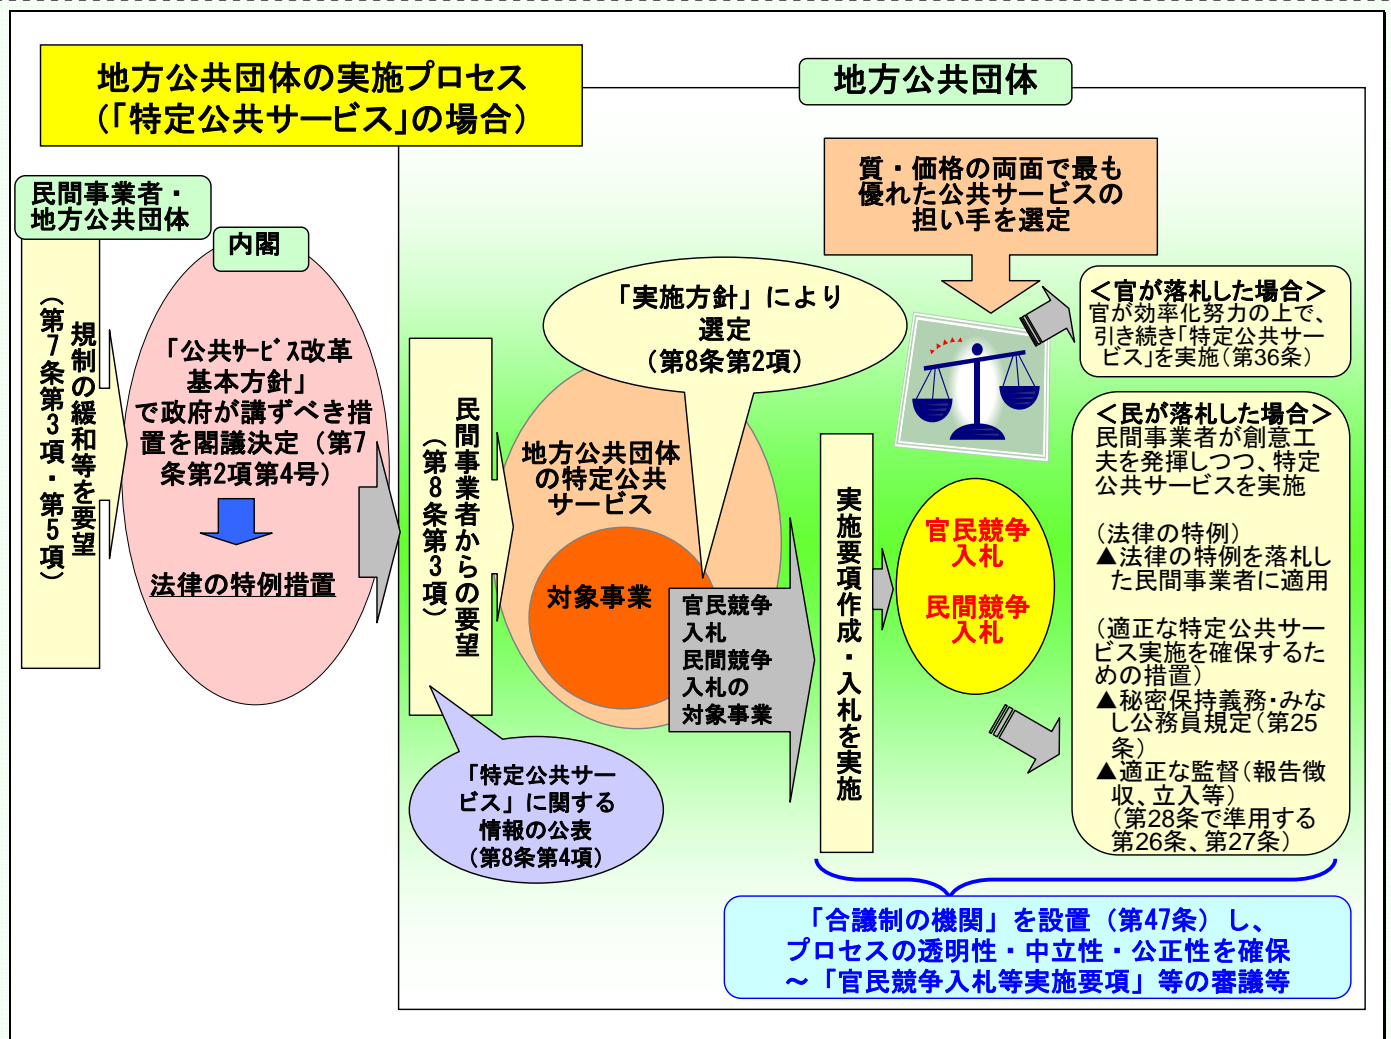 地方公共団体の実施プロセス
（「特定公共サービス」の場合）
地方公共団体
民間事業者・
地方公共団体
規制の緩和等を要望
（第7条第3項・第5項）
内閣
「公共ｻｰﾋﾞｽ改革
基本方針」
で政府が講ずべき措
置を閣議決定（第7
条第2項第4号）
法律の特例措置
民間事業者からの要望
（第8条第3項）
「特定公共サー
ビス」に関する
情報の公表
（第8条第4項）
「実施方針」により
選定
（第8条第2項）
地方公共団体
の特定公共
サービス
対象事業
官民競争
入札
民間競争
入札の
対象事業
実施要項作成・入札を実施
質・価格の両面で最も
優れた公共サービスの
担い手を選定
官民競争
入札
民間競争
入札
＜官が落札した場合＞
官が効率化努力の上で、
引き続き「特定公共サー
ビス」を実施（第36条）
＜民が落札した場合＞
民間事業者が創意工
夫を発揮しつつ、特定
公共サービスを実施
（法律の特例）
▲法律の特例を落札し
た民間事業者に適用
（適正な特定公共サー
ビス実施を確保するた
めの措置）
▲秘密保持義務・みな
し公務員規定（第25
条）
▲適正な監督（報告徴
収、立入等）
（第28条で準用する
第26条、第27条）
「合議制の機関」を設置（第47条）し、
プロセスの透明性・中立性・公正性を確保
～「官民競争入札等実施要項」等の審議等